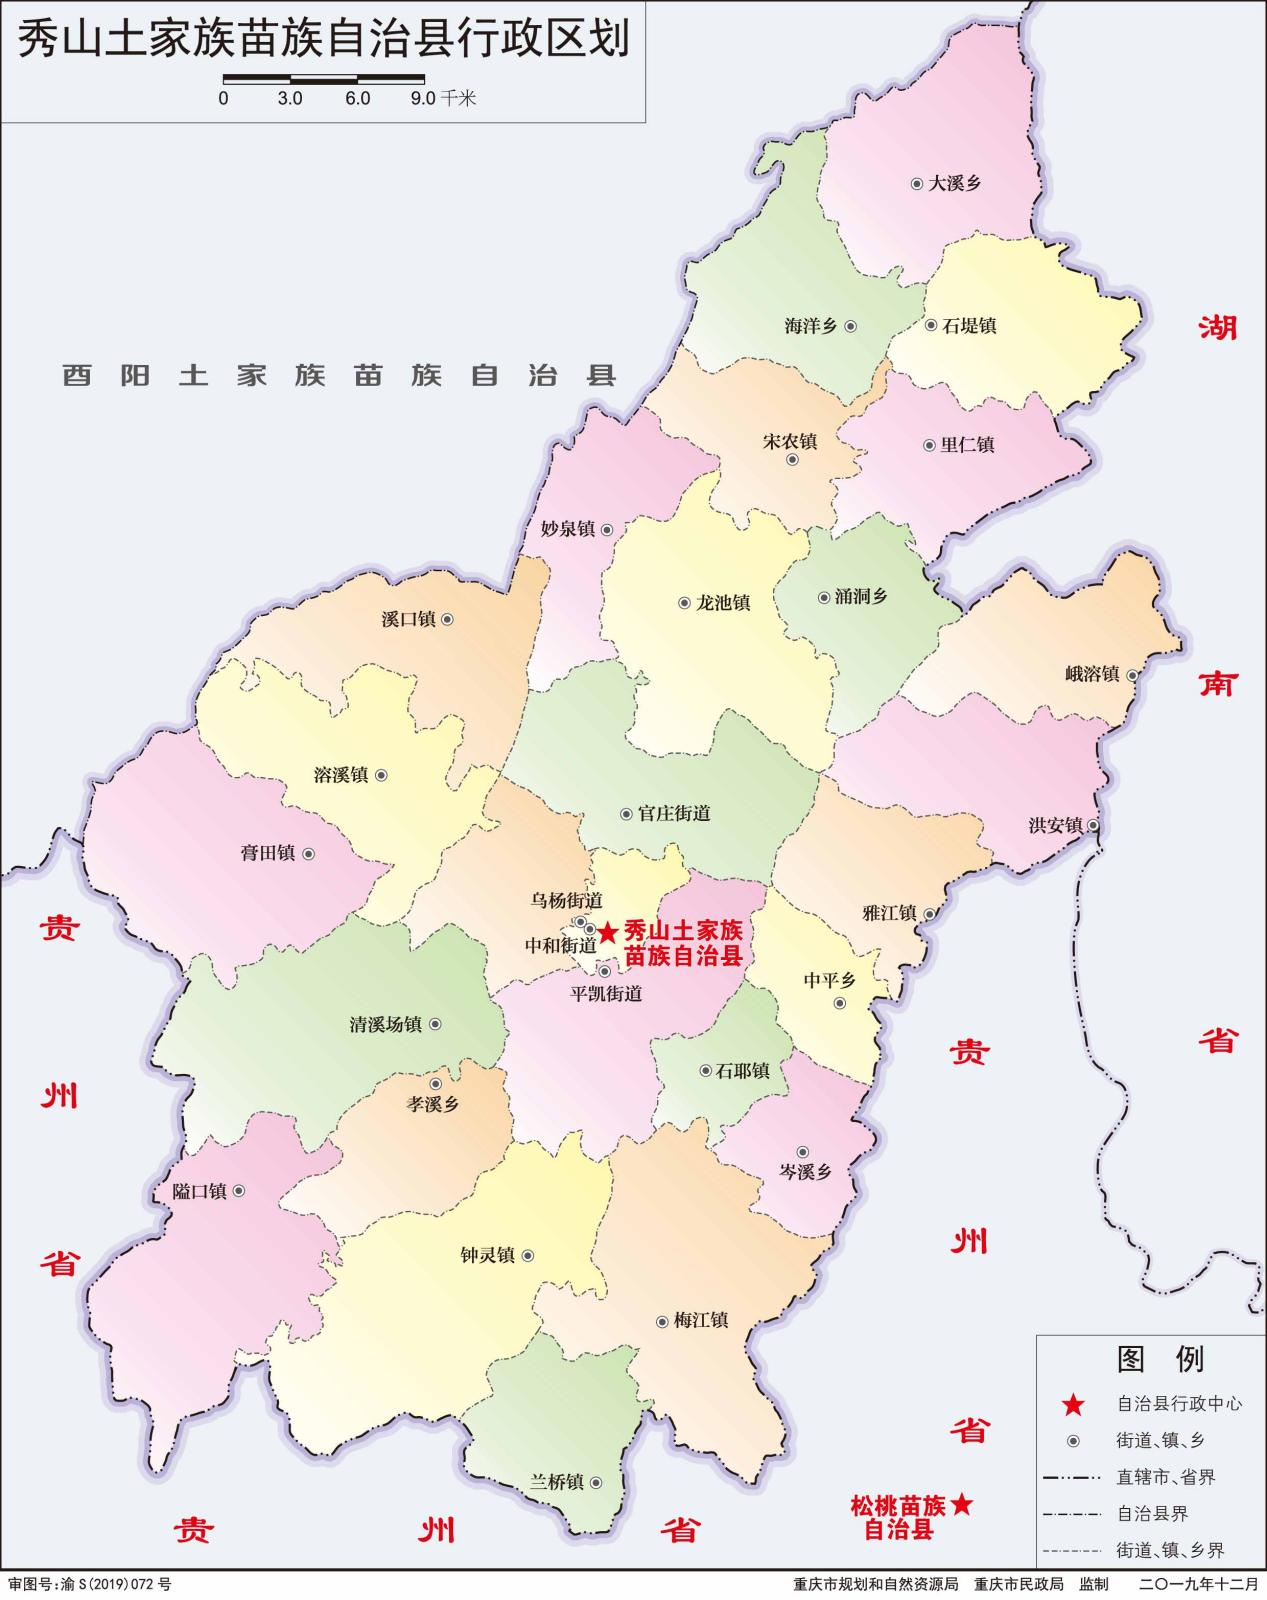 秀山土家族苗族自治县行政区划
0 3.0 6.0 9.0 千米
大溪乡
海洋乡
石堤镇
湖
酉阳土家族苗族自治县
宋农镇
里仁镇
妙泉镇
龙池镇
涌洞乡
溪口镇
峨溶镇
南
溶溪镇
官庄街道
洪安镇
膏田镇
乌杨街道
雅江镇
贵
秀山土家族
苗族自治县
中和街道
中平乡
平凯街道
清溪场镇
省
贵
石耶镇
州
孝溪乡
岑溪乡
隘口镇
州
钟灵镇
省
梅江镇
图例
自治县行政中心
省
街道、镇、乡
直辖市、省界
兰桥镇
松桃苗族
自治县
自治县界
贵 州 省
街道、镇、乡界
审图号:渝S(2019)072号
重庆市规划和自然资源局 重庆市民政局 监制 二〇一九年十二月